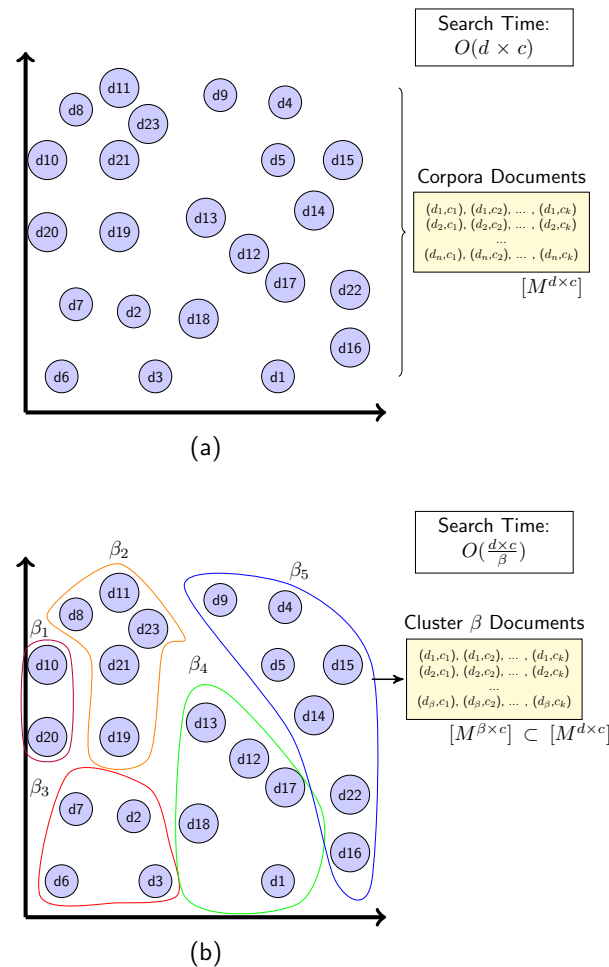 Search Time:
O(d × c)
d11
d9
d4
d8
d23
d10
d21
d5
d15
Corpora Documents
(d₁,c₁), (d₁,c₂), ... , (d₁,cₖ)
(d₂,c₁), (d₂,c₂), ... , (d₂,cₖ)
...
(dₙ,c₁), (dₙ,c₂), ... , (dₙ,cₖ)
[M^{d×c}]
d14
d13
d20
d19
d12
d17
d22
d7
d2
d18
d16
d6
d3
d1
(a)
Search Time:
O(\frac{d×c}{β})
β₂
β₅
d11
d9
d4
d8
d23
β₁
d10
d21
β₄
d5
d15
Cluster β Documents
(d₁,c₁), (d₁,c₂), ... , (d₁,cₖ)
(d₂,c₁), (d₂,c₂), ... , (d₂,cₖ)
...
(d_β,c₁), (d_β,c₂), ... , (d_β,cₖ)
[M^{β×c}] ⊂ [M^{d×c}]
d14
d13
d20
d19
d12
β₃
d17
d22
d7
d2
d18
d16
d6
d3
d1
(b)